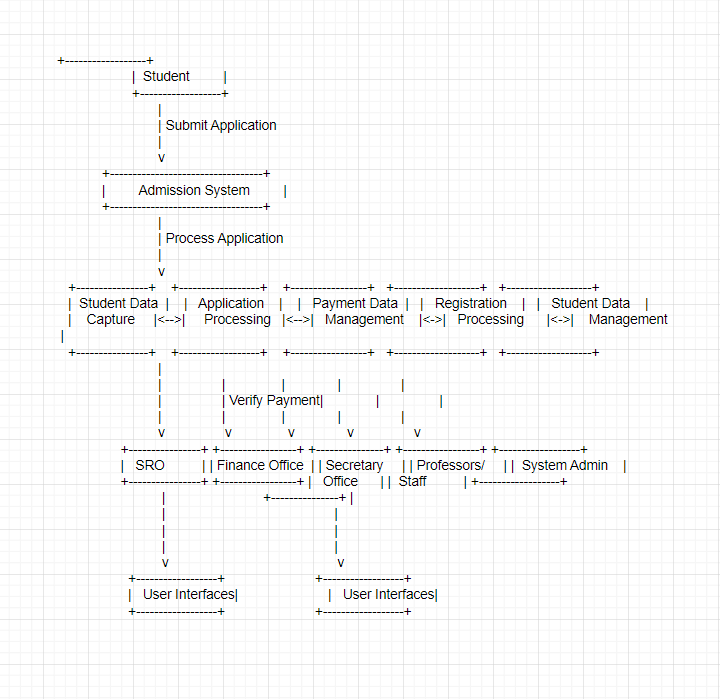 +------------------+
| Student |
+------------------+
|
| Submit Application
|
v
+----------------------------------+
| Admission System |
+----------------------------------+
|
| Process Application
|
v
+----------------+ +------------------+ +-----------------+ +-------------------+ +-------------------+
| Student Data | | Application | | Payment Data | | Registration | | Student Data |
| Capture |<-->| Processing |<-->| Management |<->| Processing |<->| Management
|
+----------------+ +------------------+ +-----------------+ +-------------------+ +-------------------+
|
| | | | |
| | Verify Payment| | |
| | | | |
v v v v v
+----------------+ +-----------------+ +---------------+ +-----------------+ +------------------+
| SRO | | Finance Office | | Secretary | | Professors/ | | System Admin |
+----------------+ +-----------------+ | Office | | Staff | +------------------+
| +---------------+ |
| |
| |
| |
v v
+------------------+ +------------------+
| User Interfaces| | User Interfaces|
+------------------+ +------------------+